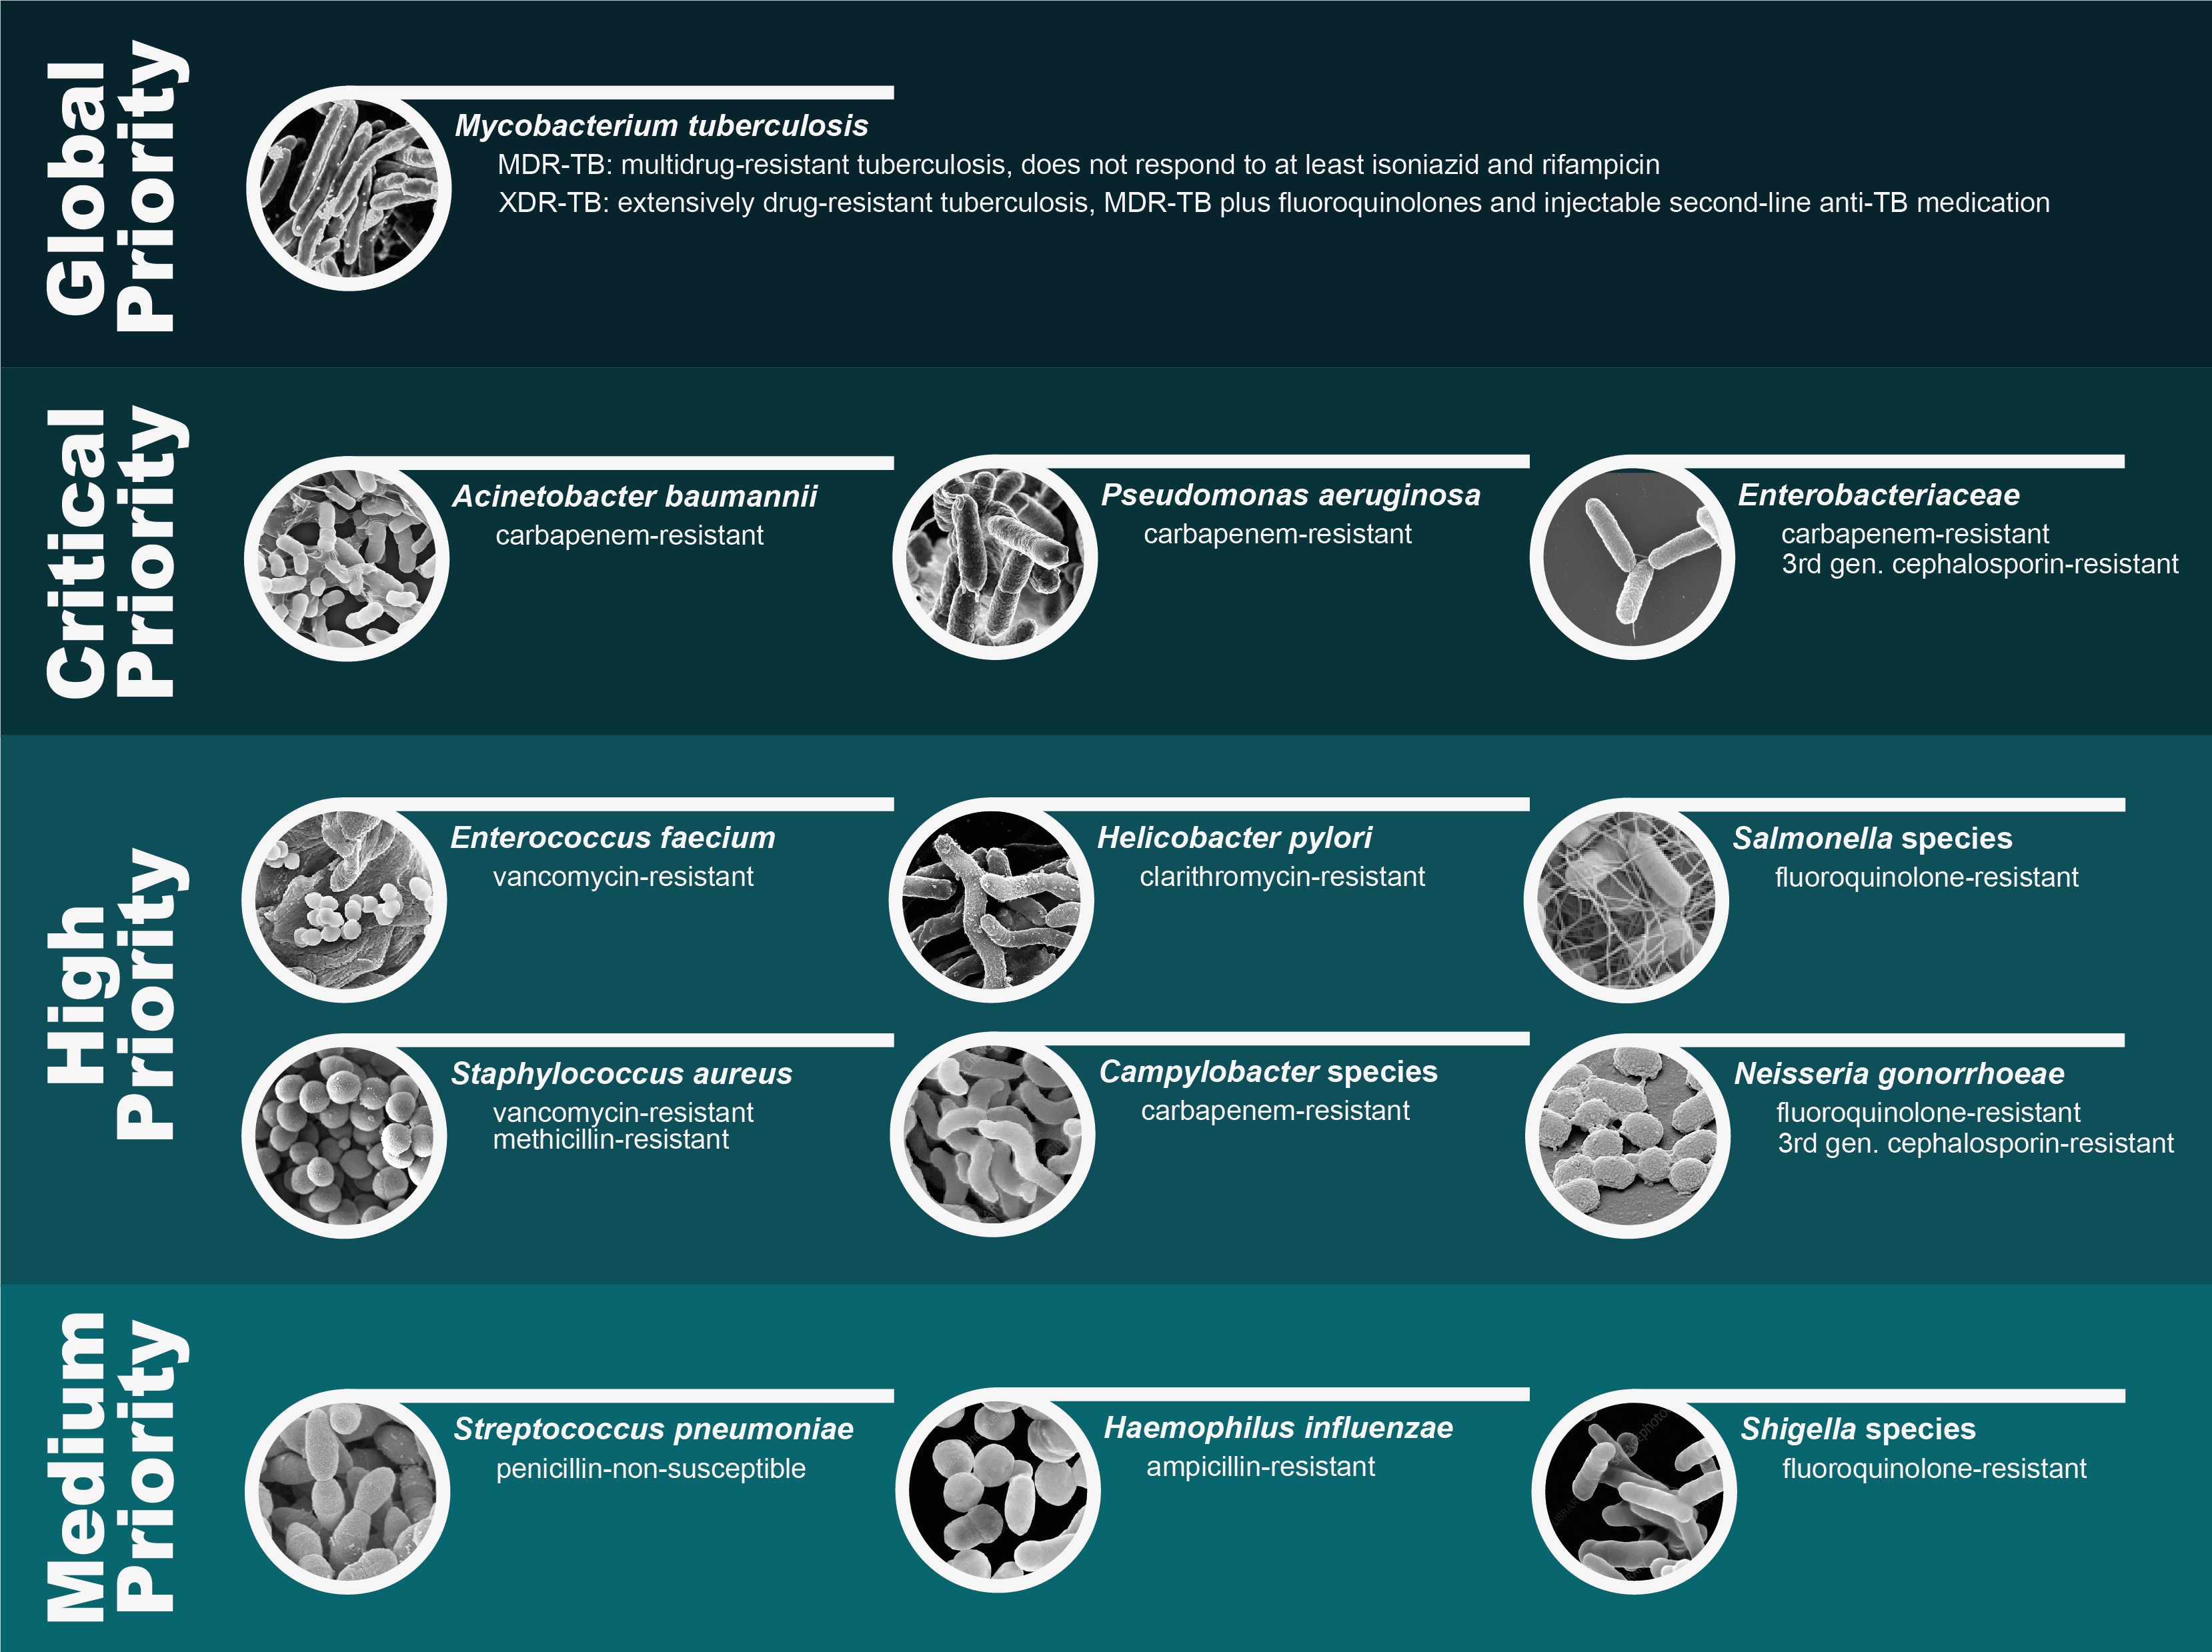 Global
Priority
Mycobacterium tuberculosis
MDR-TB: multidrug-resistant tuberculosis, does not respond to at least isoniazid and rifampicin
XDR-TB: extensively drug-resistant tuberculosis, MDR-TB plus fluoroquinolones and injectable second-line anti-TB medication
Critical
Priority
Acinetobacter baumannii
carbapenem-resistant
Pseudomonas aeruginosa
carbapenem-resistant
Enterobacteriaceae
carbapenem-resistant
3rd gen. cephalosporin-resistant
High
Priority
Enterococcus faecium
vancomycin-resistant
Helicobacter pylori
clarithromycin-resistant
Salmonella species
fluoroquinolone-resistant
Staphylococcus aureus
vancomycin-resistant
methicillin-resistant
Campylobacter species
carbapenem-resistant
Neisseria gonorrhoeae
fluoroquinolone-resistant
3rd gen. cephalosporin-resistant
Medium
Priority
Streptococcus pneumoniae
penicillin-non-susceptible
Haemophilus influenzae
ampicillin-resistant
Shigella species
fluoroquinolone-resistant